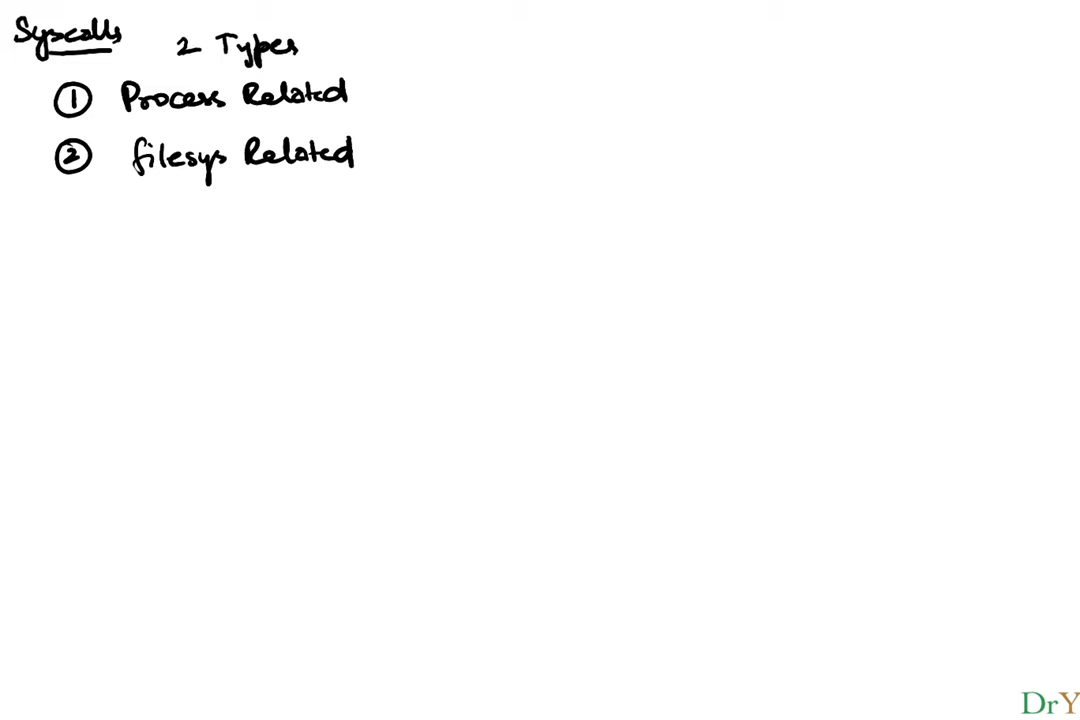 Syscalls 2 Types
① Process Related
② filesys Related
DrY